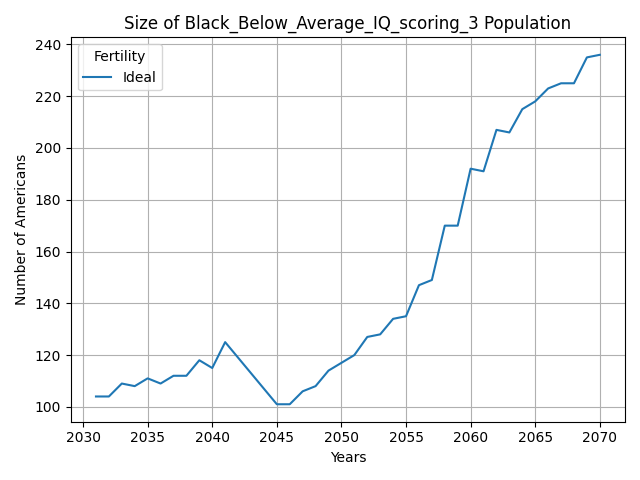 Size of Black_Below_Average_IQ_scoring_3 Population
Fertility
Ideal
240
220
200
180
160
140
120
100
Number of Americans
2030 2035 2040 2045 2050 2055 2060 2065 2070
Years